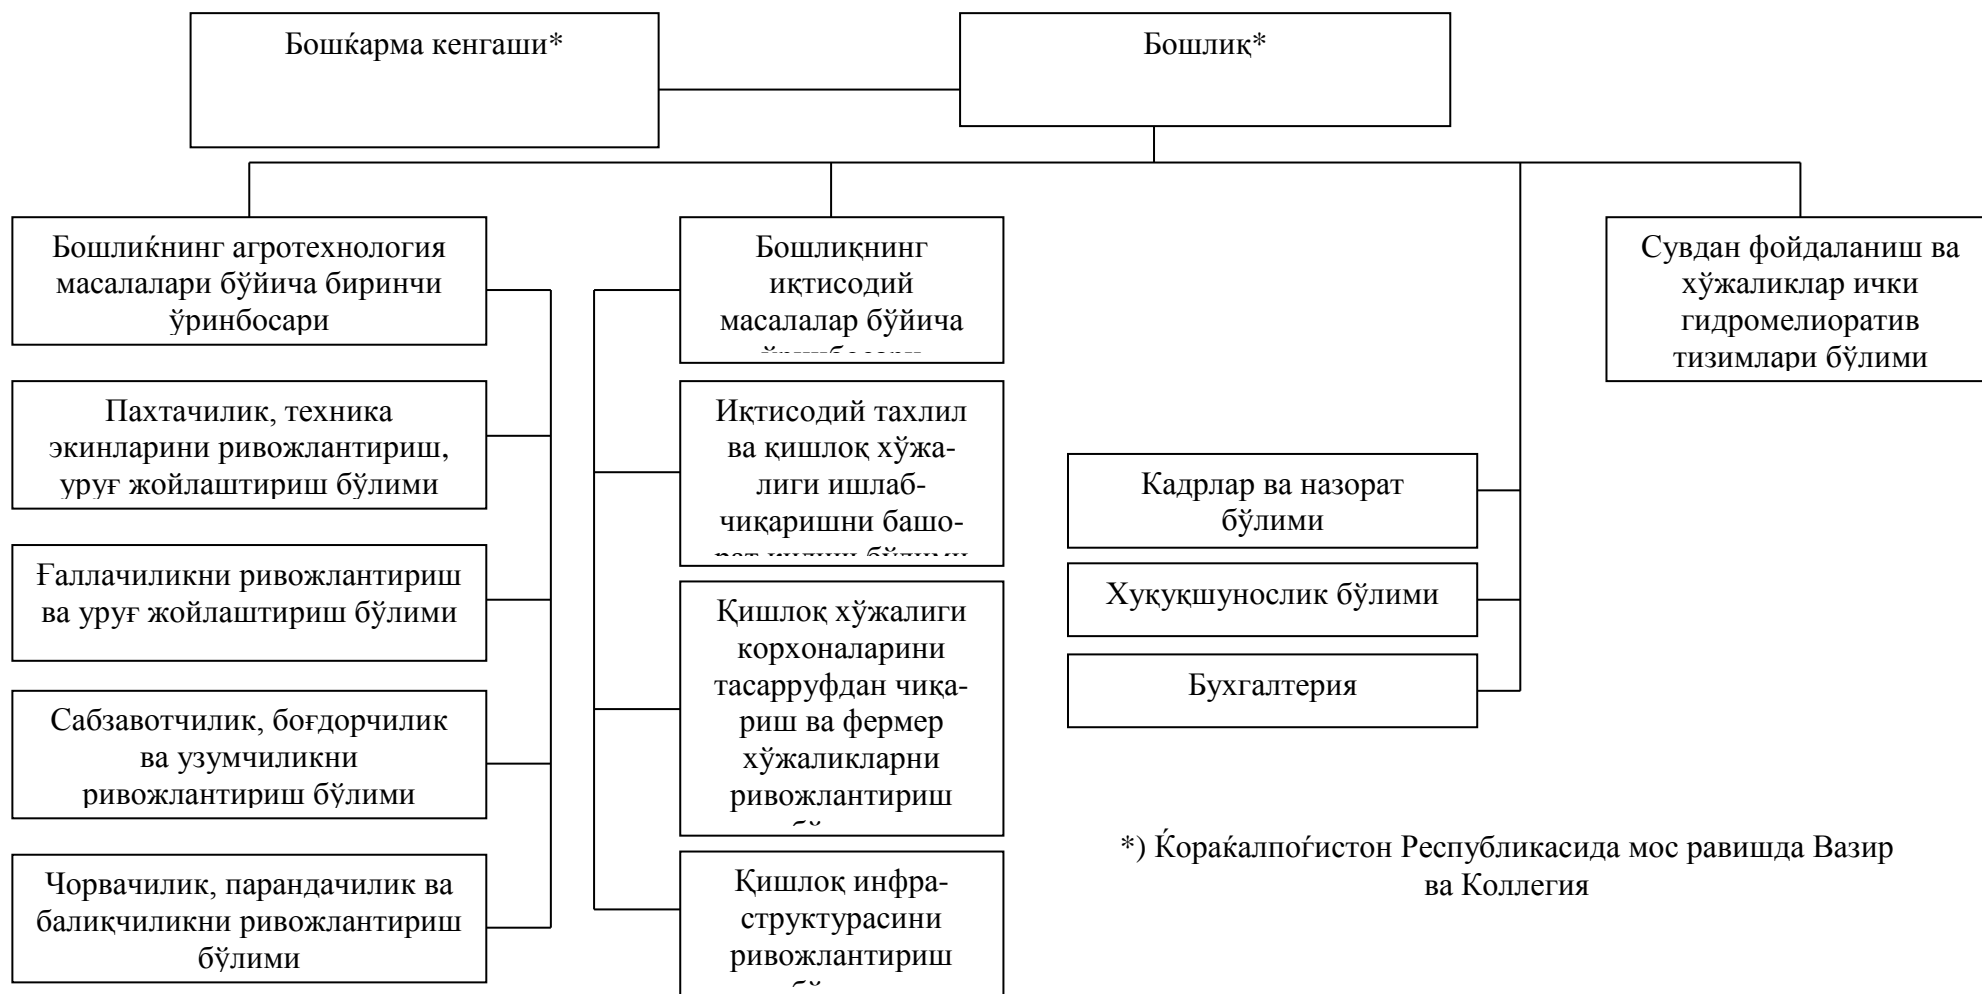 Бошќарма кенгаши*
Бошлиқ*
Бошлиќнинг агротехнология
масалалари бўйича биринчи
ўринбосари
Бошлиқнинг
иқтисодий
масалалар бўйича
Сувдан фойдаланиш ва
хўжаликлар ички
гидромелиоратив
тизимлари бўлими
Пахтачилик, техника
экинларини ривожлантириш,
уруғ жойлаштириш бўлими
Иқтисодий тахлил
ва қишлоқ хўжа-
лиги ишлаб-
чиқаришни башо-
Кадрлар ва назорат
бўлими
Ғаллачиликни ривожлантириш
ва уруғ жойлаштириш бўлими
Қишлоқ хўжалиги
корхоналарини
тасарруфдан чиқа-
риш ва фермер
хўжаликларни
ривожлантириш
Хуқуқшунослик бўлими
Бухгалтерия
Сабзавотчилик, боғдорчилик
ва узумчиликни
ривожлантириш бўлими
Чорвачилик, парандачилик ва
балиқчиликни ривожлантириш
бўлими
Қишлоқ инфра-
структурасини
ривожлантириш
*) Ќораќалпоѓистон Республикасида мос равишда Вазир
ва Коллегия